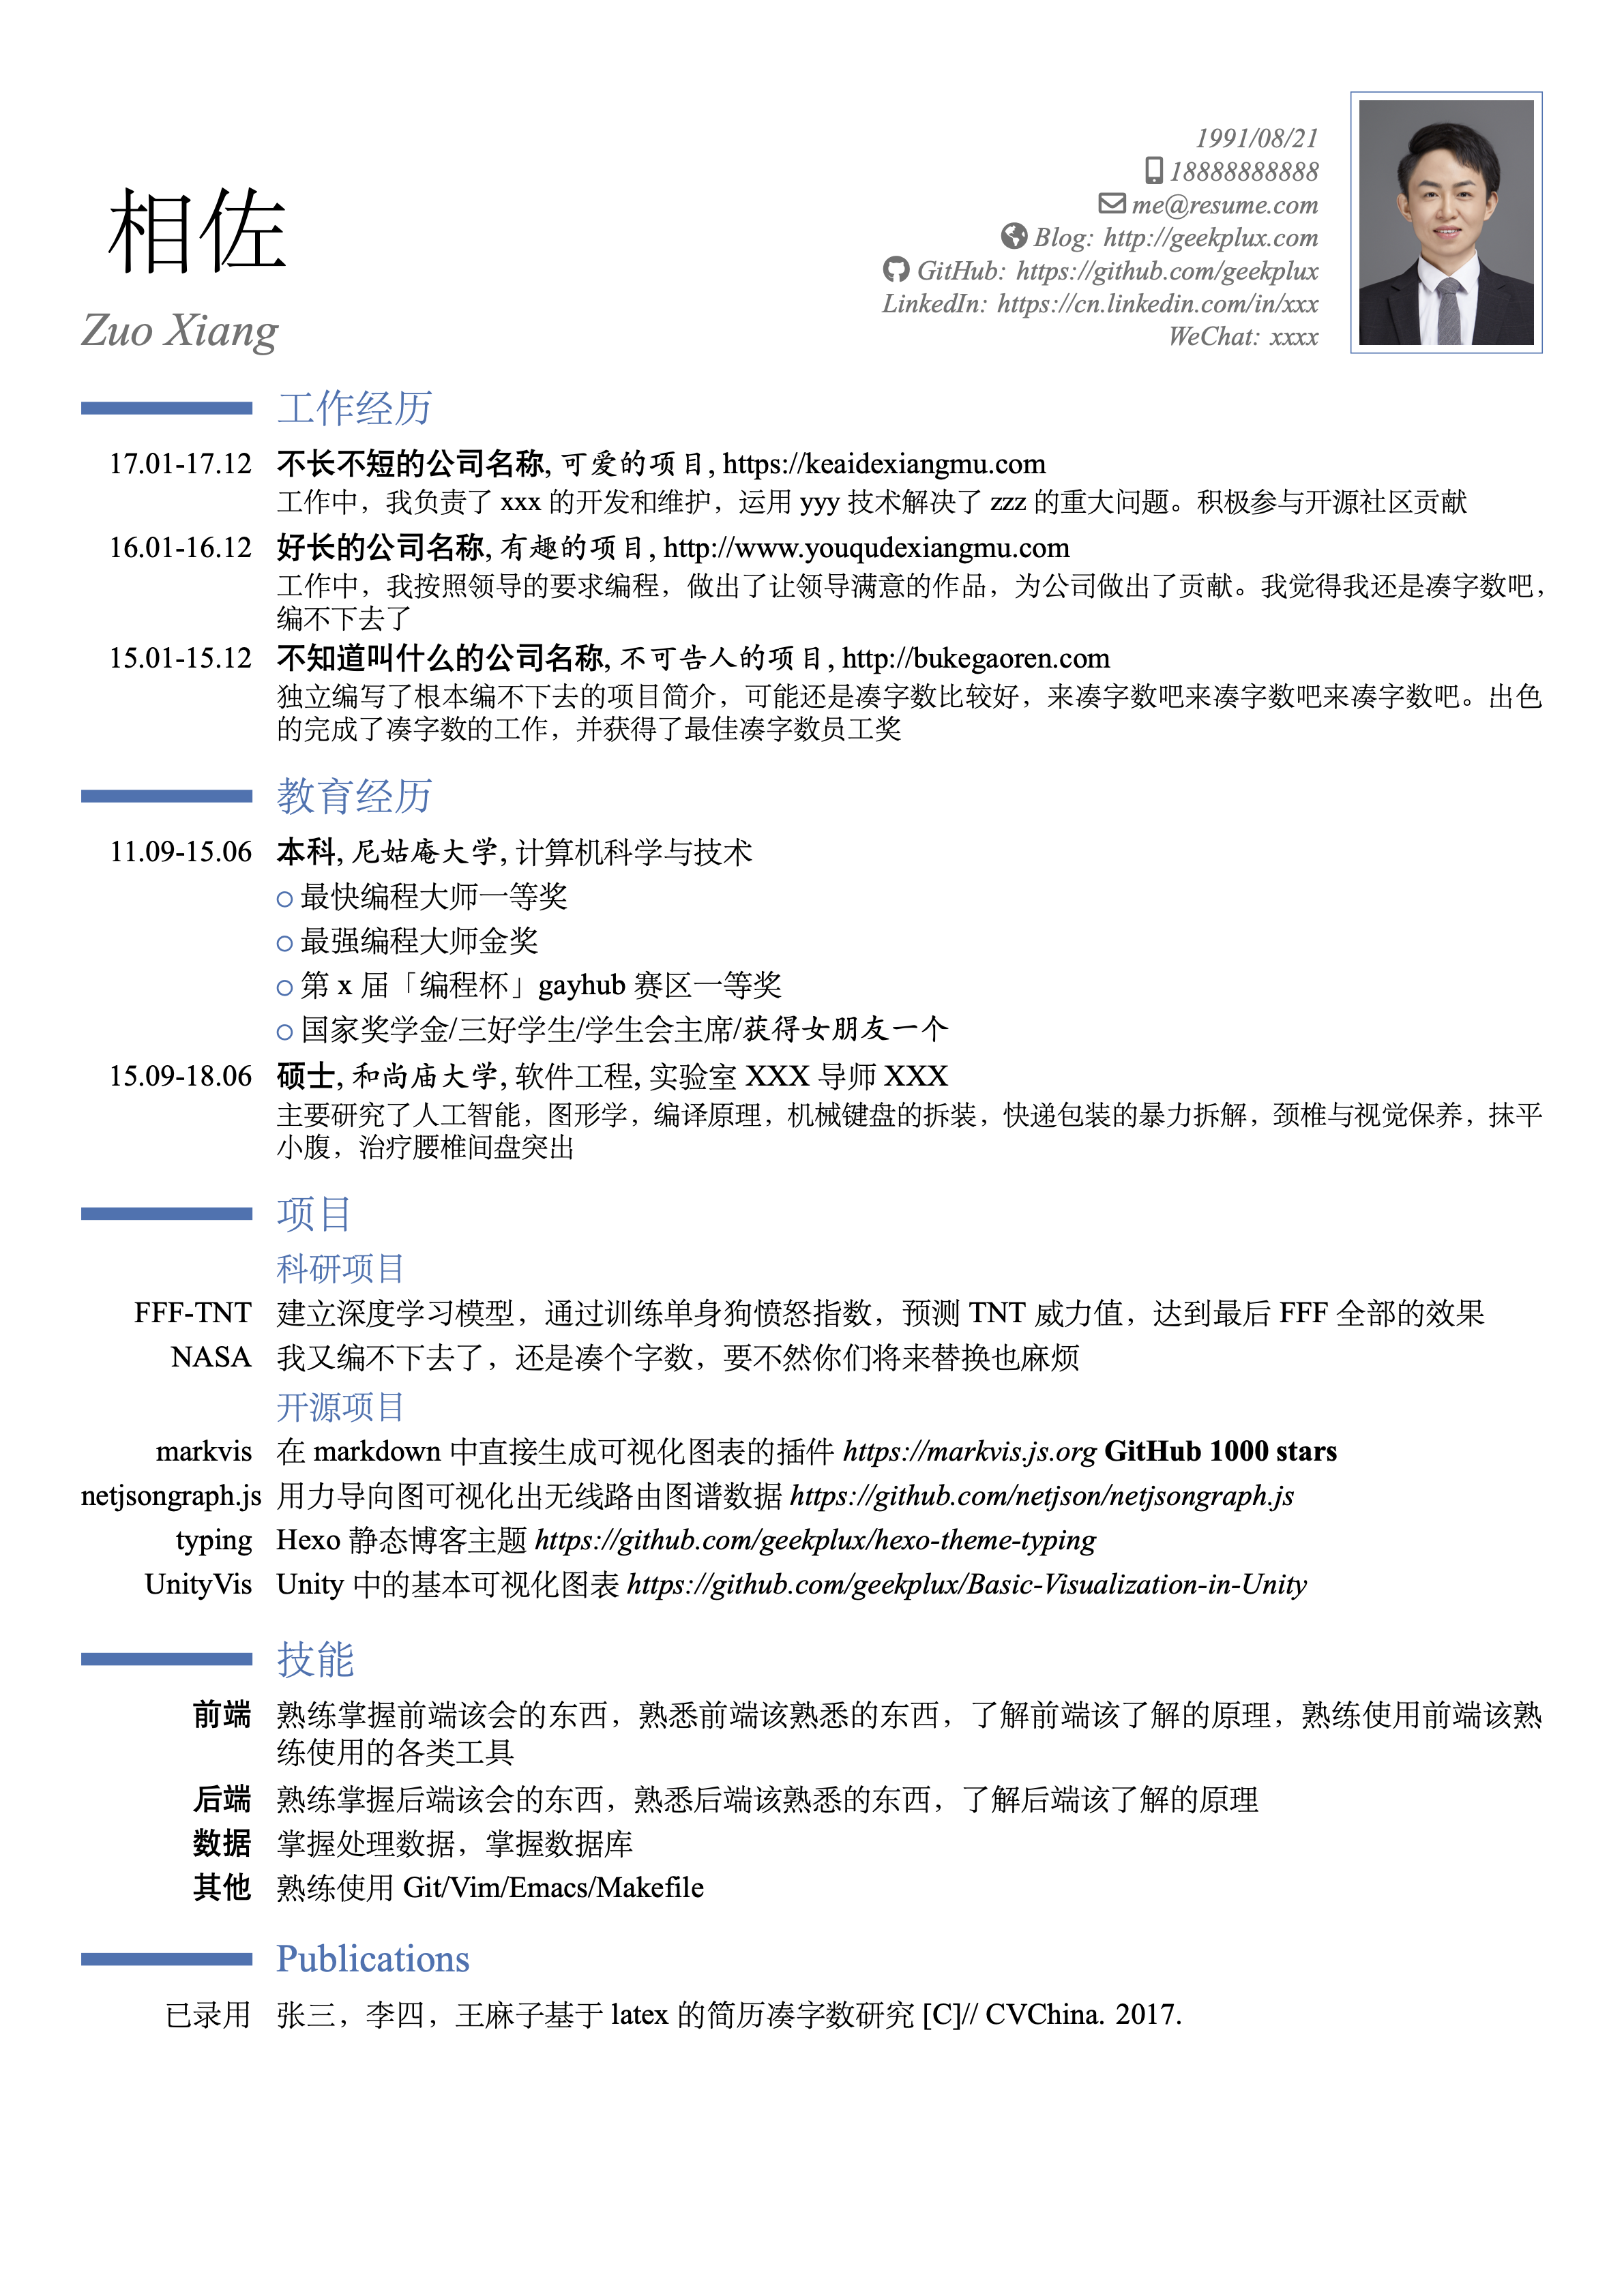 相佐
Zuo Xiang
1991/08/21
18888888888
me@resume.com
Blog: http://geekplux.com
GitHub: https://github.com/geekplux
LinkedIn: https://cn.linkedin.com/in/xxx
WeChat: xxxx
工作经历
17.01-17.12 不长不短的公司名称, 可爱的项目, https://keaidexiangmu.com
工作中，我负责了 xxx 的开发和维护，运用 yyy 技术解决了 zzz 的重大问题。积极参与开源社区贡献
16.01-16.12 好长的公司名称, 有趣的项目, http://www.youqudexiangmu.com
工作中，我按照领导的要求编程，做出了让领导满意的作品，为公司做出了贡献。我觉得我还是凑字数吧，
编不下去了
15.01-15.12 不知道叫什么的公司名称, 不可告人的项目, http://bukegaoren.com
独立编写了根本编不下去的项目简介，可能还是凑字数比较好，来凑字数吧来凑字数吧来凑字数吧。出色
的完成了凑字数的工作，并获得了最佳凑字数员工奖
教育经历
11.09-15.06 本科, 尼姑庵大学, 计算机科学与技术
○ 最快编程大师一等奖
○ 最强编程大师金奖
○ 第 x 届「编程杯」gayhub 赛区一等奖
○ 国家奖学金/三好学生/学生会主席/获得女朋友一个
15.09-18.06 硕士, 和尚庙大学, 软件工程, 实验室 XXX 导师 XXX
主要研究了人工智能，图形学，编译原理，机械键盘的拆装，快递包装的暴力拆解，颈椎与视觉保养，抹平
小腹，治疗腰椎间盘突出
项目
科研项目
FFF-TNT 建立深度学习模型，通过训练单身狗愤怒指数，预测 TNT 威力值，达到最后 FFF 全部的效果
NASA 我又编不下去了，还是凑个字数，要不然你们将来替换也麻烦
开源项目
markvis 在 markdown 中直接生成可视化图表的插件 https://markvis.js.org GitHub 1000 stars
netjsongraph.js 用力导向图可视化出无线路由图谱数据 https://github.com/netjson/netjsongraph.js
typing Hexo 静态博客主题 https://github.com/geekplux/hexo-theme-typing
UnityVis Unity 中的基本可视化图表 https://github.com/geekplux/Basic-Visualization-in-Unity
技能
前端 熟练掌握前端该会的东西，熟悉前端该熟悉的东西，了解前端该了解的原理，熟练使用前端该熟
练使用的各类工具
后端 熟练掌握后端该会的东西，熟悉后端该熟悉的东西，了解后端该了解的原理
数据 掌握处理数据，掌握数据库
其他 熟练使用 Git/Vim/Emacs/Makefile
Publications
已录用 张三，李四，王麻子基于 latex 的简历凑字数研究 [C]// CVChina. 2017.